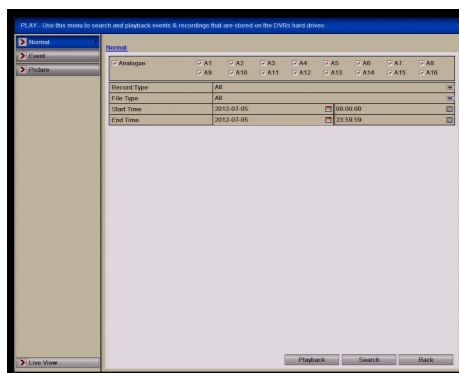 PLAY - Use this menu to search and playback events & recordings that are stored on the DVRs hard drives
Normal
Event
Picture
Live View
Normal
Analogue A1 A2 A3 A4 A5 A6 A7 A8
A9 A10 A11 A12 A13 A14 A15 A16
Record Type All
File Type All
Start Time 2012-07-05 00:00:00
End Time 2012-07-05 23:59:59
Playback Search Back